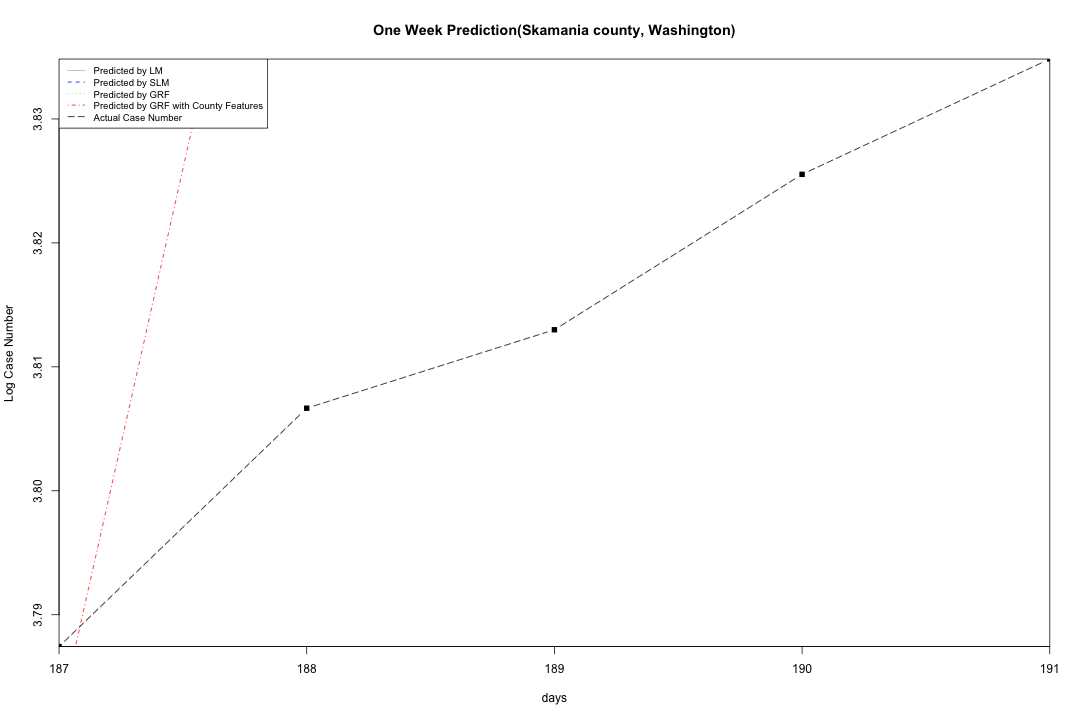 One Week Prediction(Skamania county, Washington)
Predicted by LM
Predicted by SLM
Predicted by GRF
Predicted by GRF with County Features
Actual Case Number
3.83
3.82
3.81
3.80
3.79
Log Case Number
187 188 189 190 191
days